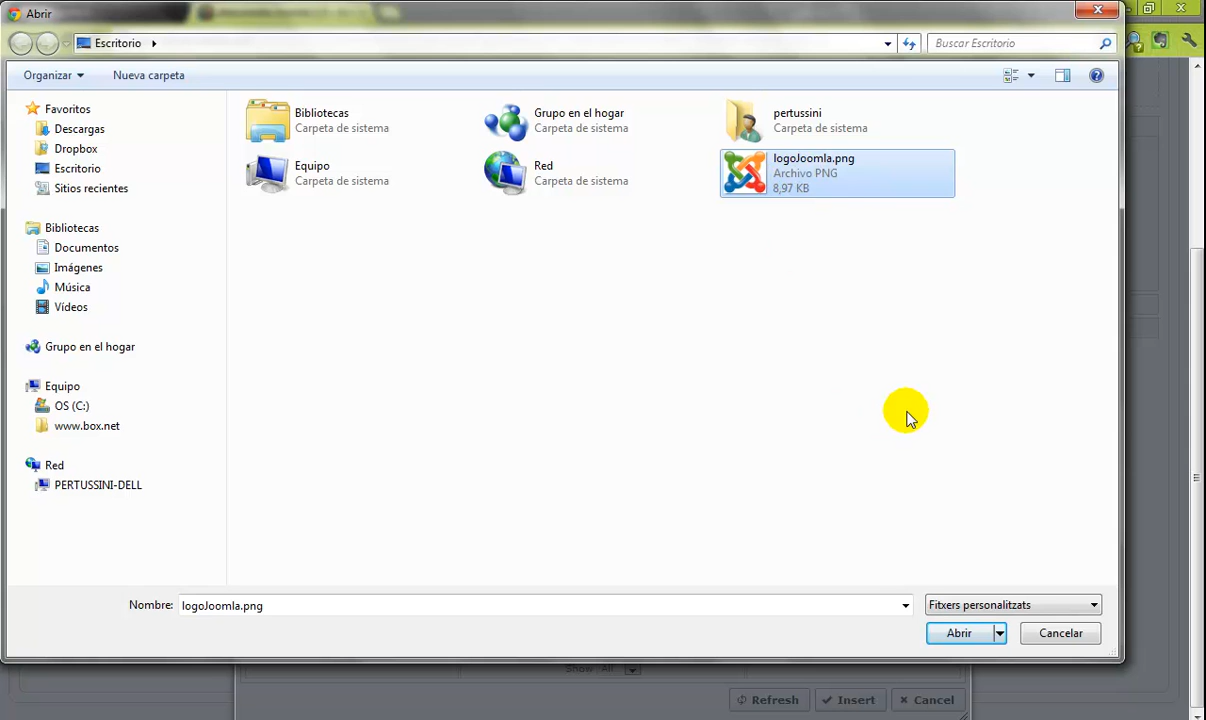 Abrir
Escritorio
Buscar Escritorio
Organizar
Nueva carpeta
Favoritos
Descargas
Dropbox
Escritorio
Sitios recientes
Bibliotecas
Documentos
Imágenes
Música
Vídeos
Grupo en el hogar
Equipo
OS (C:)
www.box.net
Red
PERTUSSINI-DELL
Bibliotecas
Carpeta de sistema
Grupo en el hogar
Carpeta de sistema
pertussini
Carpeta de sistema
Equipo
Carpeta de sistema
Red
Carpeta de sistema
logoJoomla.png
Archivo PNG
8,97 KB
Nombre:
logoJoomla.png
Fitxers personalitzats
Abrir
Cancelar
Show All
Refresh
Insert
Cancel